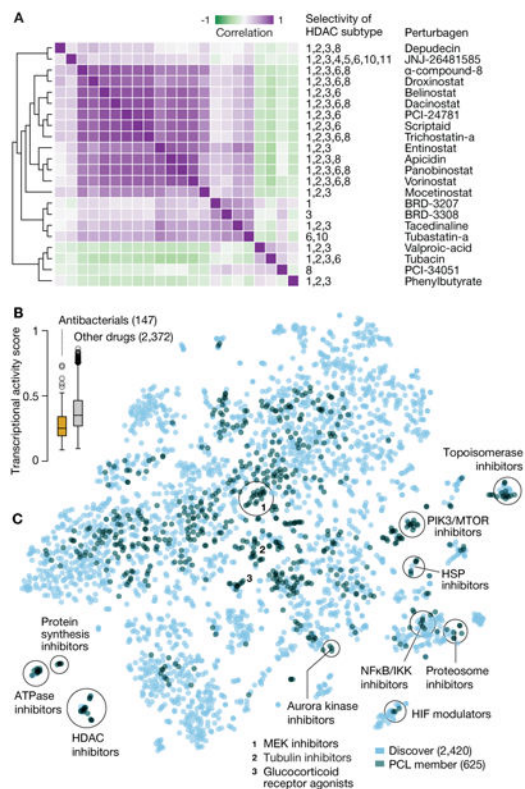 A
-1
1
Correlation
Selectivity of
HDAC subtype
Perturbagen
1,2,3,8 Depudecin
1,2,3,4,5,6,10,11 JNJ-26481585
1,2,3,6,8 α-compound-8
1,2,3,6,8 Droxinostat
1,2,3,6 Belinostat
1,2,3,6,8 Dacinostat
1,2,3,6 PCI-24781
1,2,3,6 Scriptaid
1,2,3,6,8 Trichostatin-a
1,2,3 Entinostat
1,2,3,8 Apicidin
1,2,3,6,8 Panobinostat
1,2,3,6,8 Vorinostat
1,2,3 Mocetinostat
1 BRD-3207
3 BRD-3308
1,2,3 Tacedinaline
6,10 Tubastatin-a
1,2,3 Valproic-acid
1,2,3,6 Tubacin
8 PCI-34051
1,2,3 Phenylbutyrate
B
Transcriptional activity score
1
0.5
0
Antibacterials (147)
Other drugs (2,372)
C
1
2
3
Topoisomerase
inhibitors
PIK3/MTOR
inhibitors
HSP
inhibitors
Protein
synthesis
inhibitors
ATPase
inhibitors
HDAC
inhibitors
Aurora kinase
inhibitors
NFκB/IKK
inhibitors
Proteosome
inhibitors
HIF modulators
1 MEK inhibitors
2 Tubulin inhibitors
3 Glucocorticoid
receptor agonists
Discover (2,420)
PCL member (625)